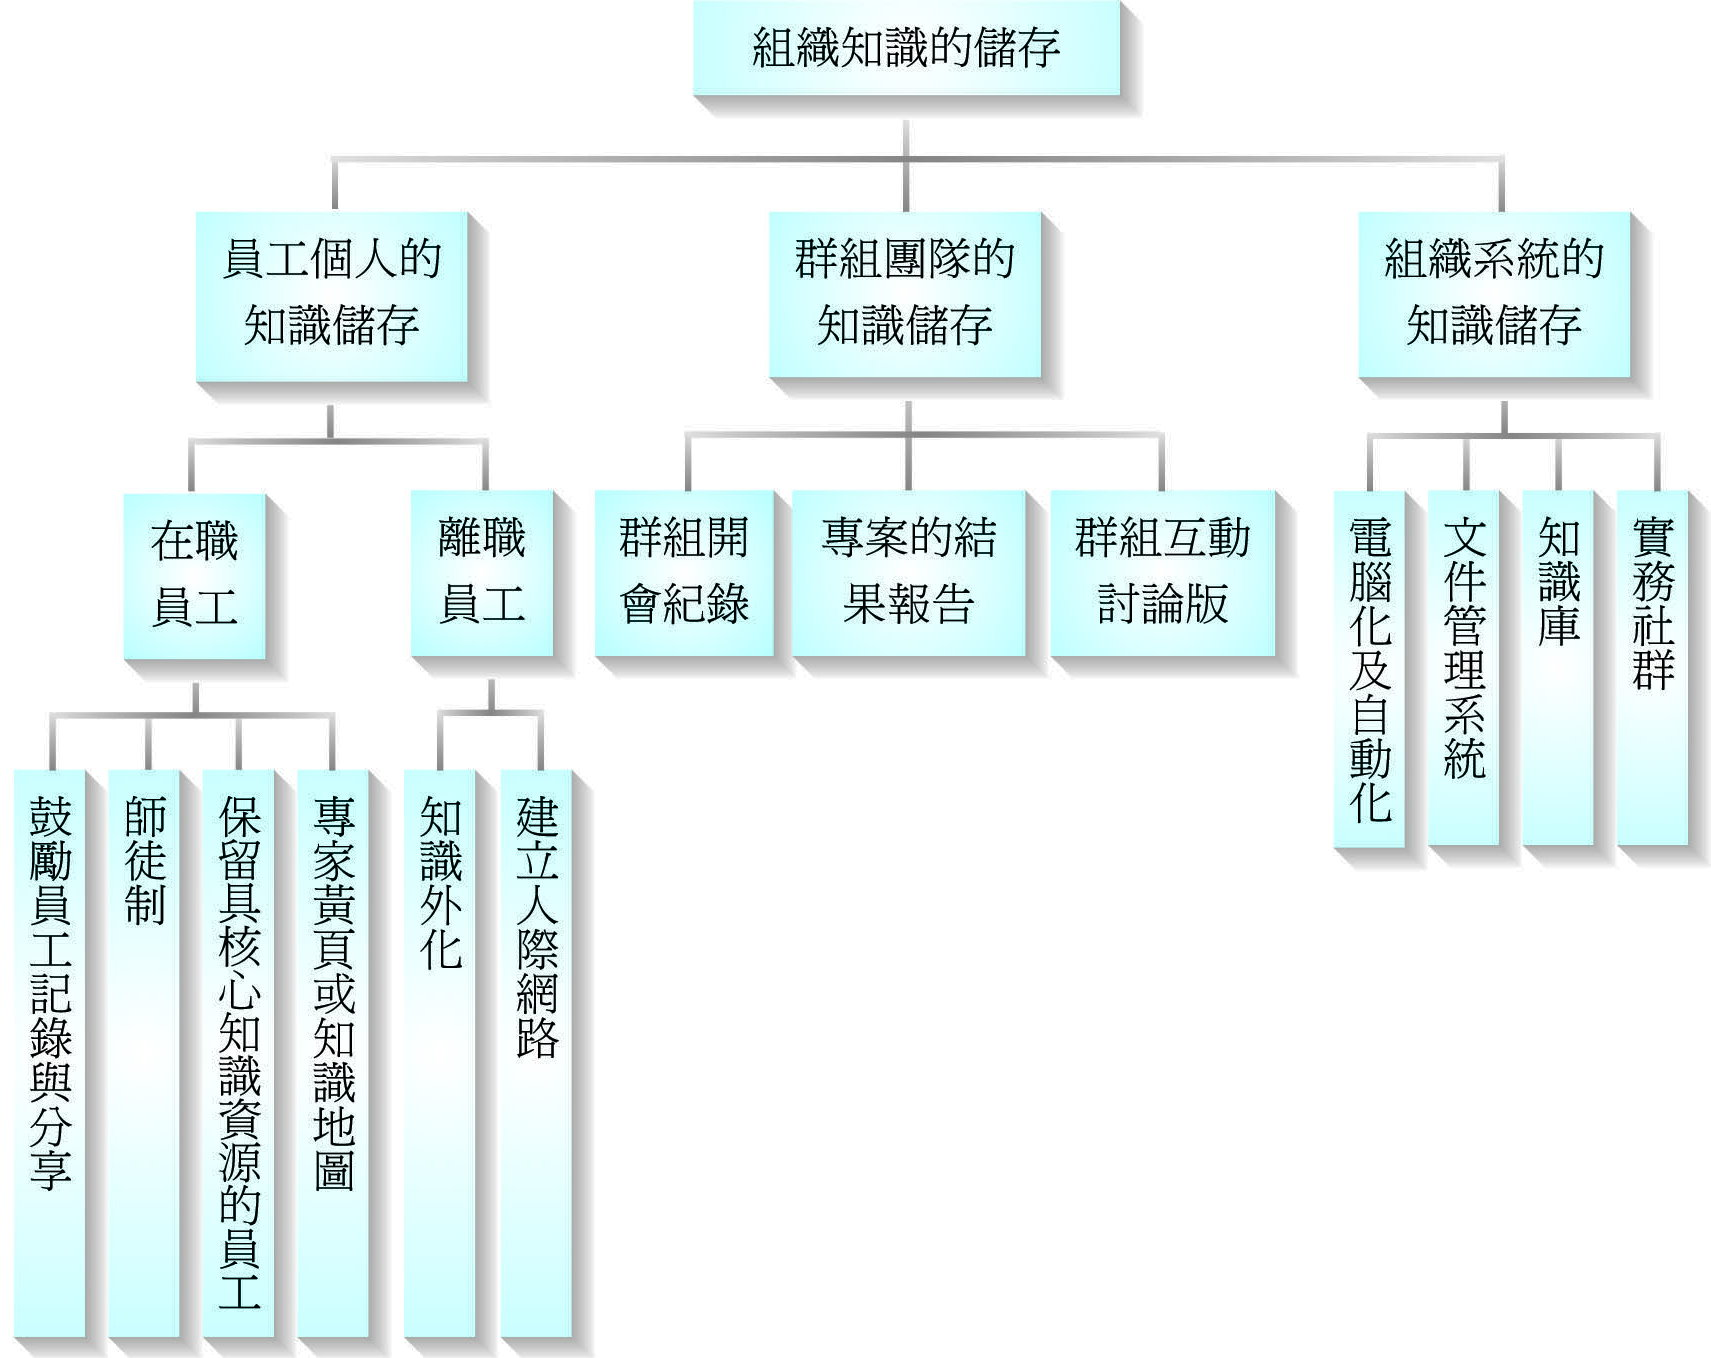 組織知識的儲存
員工個人的
知識儲存
群組團隊的
知識儲存
組織系統的
知識儲存
在職
員工
離職
員工
群組開
會紀錄
專案的結
果報告
群組互動
討論版
電腦化及自動化
文件管理系統
知識庫
實務社群
鼓勵員工記錄與分享
師徒制
保留具核心知識資源的員工
專家黃頁或知識地圖
知識外化
建立人際網路